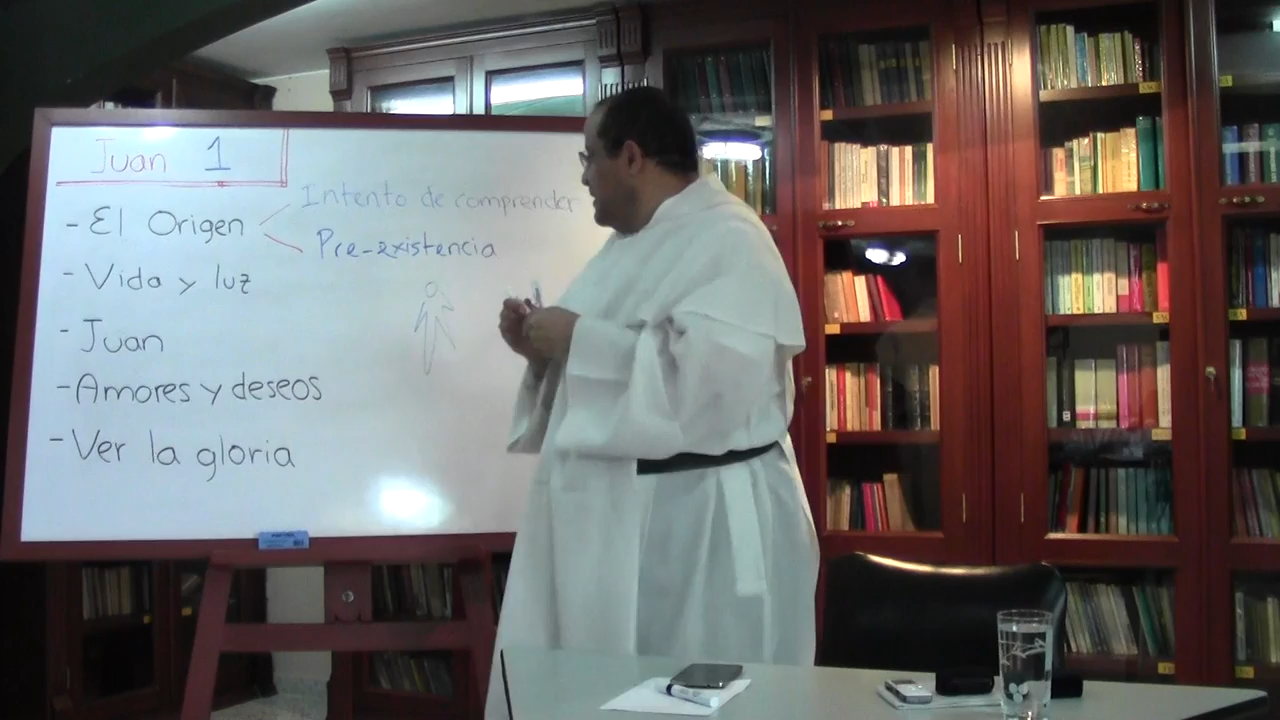 Juan 1
- El Origen
Intento de comprender
Pre-existencia
- Vida y luz
- Juan
- Amores y deseos
- Ver la gloria